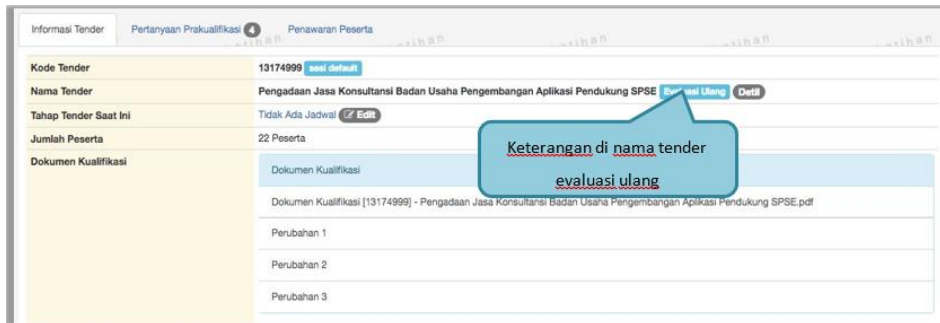 Informasi Tender Pertanyaan Prakualifikasi 4 Penawaran Peserta
Kode Tender 13174999 sesi default
Nama Tender Pengadaan Jasa Konsultansi Badan Usaha Pengembangan Aplikasi Pendukung SPSE Evaluasi Ulang Detil
Tahap Tender Saat Ini Tidak Ada Jadwal Edit
Jumlah Peserta 22 Peserta
Keterangan di nama tender
evaluasi ulang
Dokumen Kualifikasi Dokumen Kualifikasi
Dokumen Kualifikasi [13174999] - Pengadaan Jasa Konsultansi Badan Usaha Pengembangan Aplikasi Pendukung SPSE.pdf
Perubahan 1
Perubahan 2
Perubahan 3